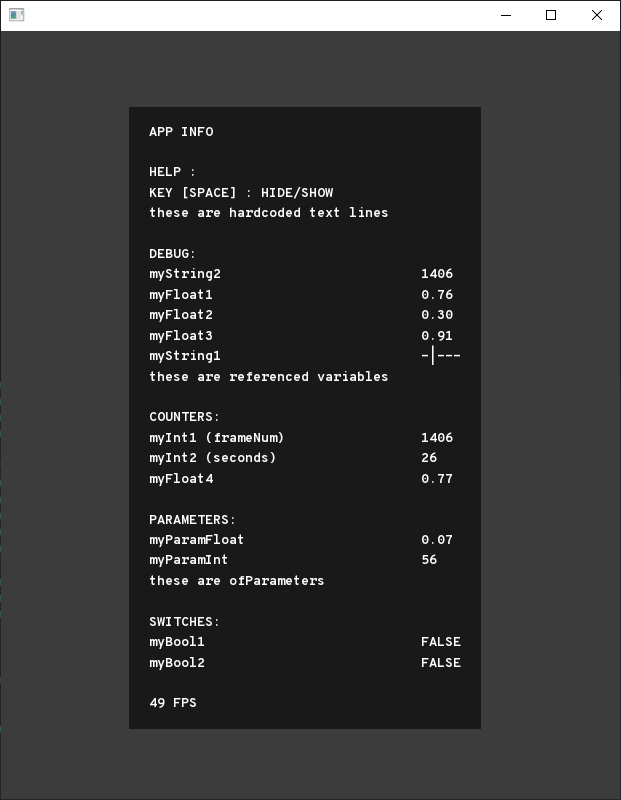 APP INFO
HELP :
KEY [SPACE] : HIDE/SHOW
these are hardcoded text lines
DEBUG:
myString2 1406
myFloat1 0.76
myFloat2 0.30
myFloat3 0.91
myString1 -|---
these are referenced variables
COUNTERS:
myInt1 (frameNum) 1406
myInt2 (seconds) 26
myFloat4 0.77
PARAMETERS:
myParamFloat 0.07
myParamInt 56
these are ofParameters
SWITCHES:
myBool1 FALSE
myBool2 FALSE
49 FPS